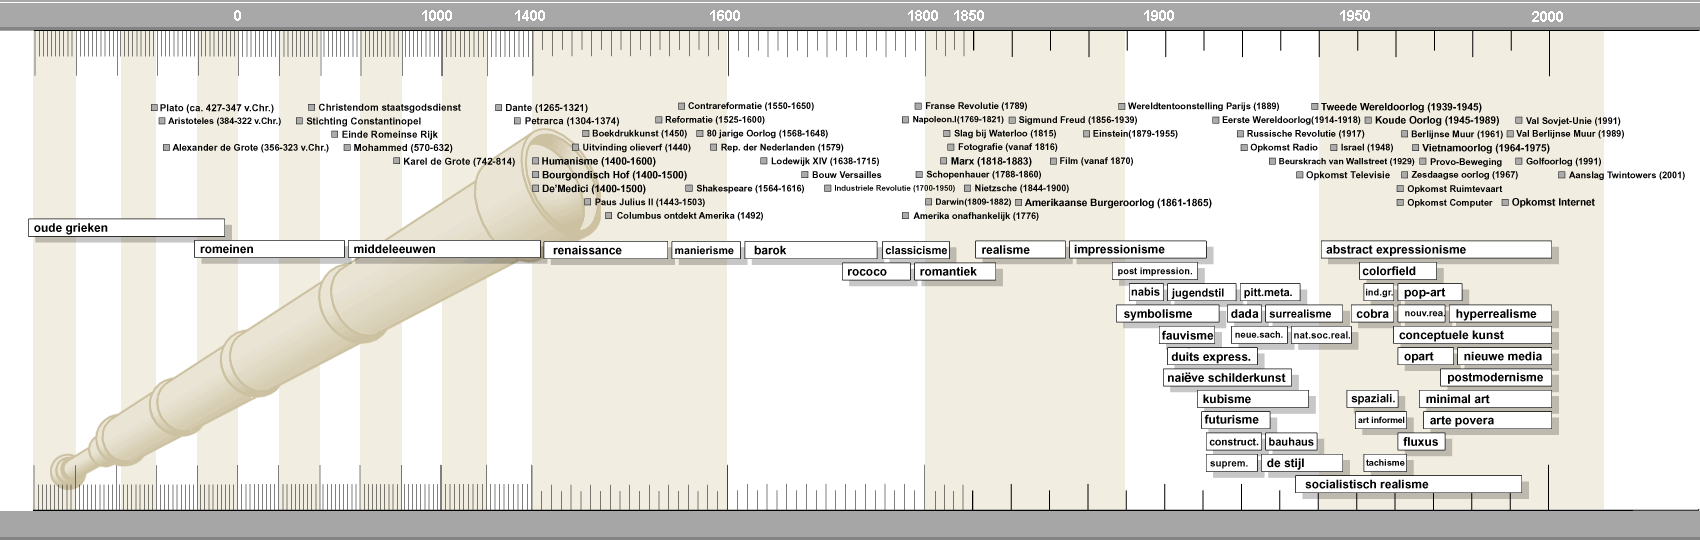 0 1000 1400 1600 1800 1850 1900 1950 2000
Plato (ca. 427-347 v.Chr.) Christendom staatsgodsdienst Dante (1265-1321) Contrareformatie (1550-1650) Franse Revolutie (1789) Wereldtentoonstelling Parijs (1889) Tweede Wereldoorlog (1939-1945)
Aristoteles (384-322 v.Chr.) Stichting Constantinopel Petrarca (1304-1374) Reformatie (1525-1600) Napoleon.I(1769-1821) Sigmund Freud (1856-1939) Eerste Wereldoorlog(1914-1918) Koude Oorlog (1945-1989) Val Sovjet-Unie (1991)
Einde Romeinse Rijk Boekdrukkunst (1450) 80 jarige Oorlog (1568-1648) Slag bij Waterloo (1815) Einstein(1879-1955) Russische Revolutie (1917) Berlijnse Muur (1961) Val Berlijnse Muur (1989)
Alexander de Grote (356-323 v.Chr.) Mohammed (570-632) Uitvinding olieverf (1440) Rep. der Nederlanden (1579) Fotografie (vanaf 1816) Opkomst Radio Israel (1948) Vietnamoorlog (1964-1975)
Karel de Grote (742-814) Humanisme (1400-1600) Lodewijk XIV (1638-1715) Marx (1818-1883) Film (vanaf 1870) Beurskrach van Wallstreet (1929) Provo-Beweging Golfoorlog (1991)
Bourgondisch Hof (1400-1500) Bouw Versailles Schopenhauer (1788-1860) Opkomst Televisie Zesdaagse oorlog (1967) Aanslag Twintowers (2001)
De'Medici (1400-1500) Shakespeare (1564-1616) Industriele Revolutie (1700-1950) Nietzsche (1844-1900) Opkomst Ruimtevaart
Paus Julius II (1443-1503) Darwin(1809-1882) Amerikaanse Burgeroorlog (1861-1865) Opkomst Computer Opkomst Internet
Columbus ontdekt Amerika (1492) Amerika onafhankelijk (1776)
oude grieken
romeinen middeleeuwen renaissance manierisme barok classicisme realisme impressionisme abstract expressionisme
rococo romantiek post impression. colorfield
nabis jugendstil pitt.meta. ind.gr. pop-art
symbolisme dada surrealisme cobra nouv.rea. hyperrealisme
fauvisme neue.sach. nat.soc.real. conceptuele kunst
duits express. opart nieuwe media
naiëve schilderkunst postmodernisme
kubisme spaziali. minimal art
futurisme art informel arte povera
construct. bauhaus fluxus
suprem. de stijl tachisme
socialistisch realisme